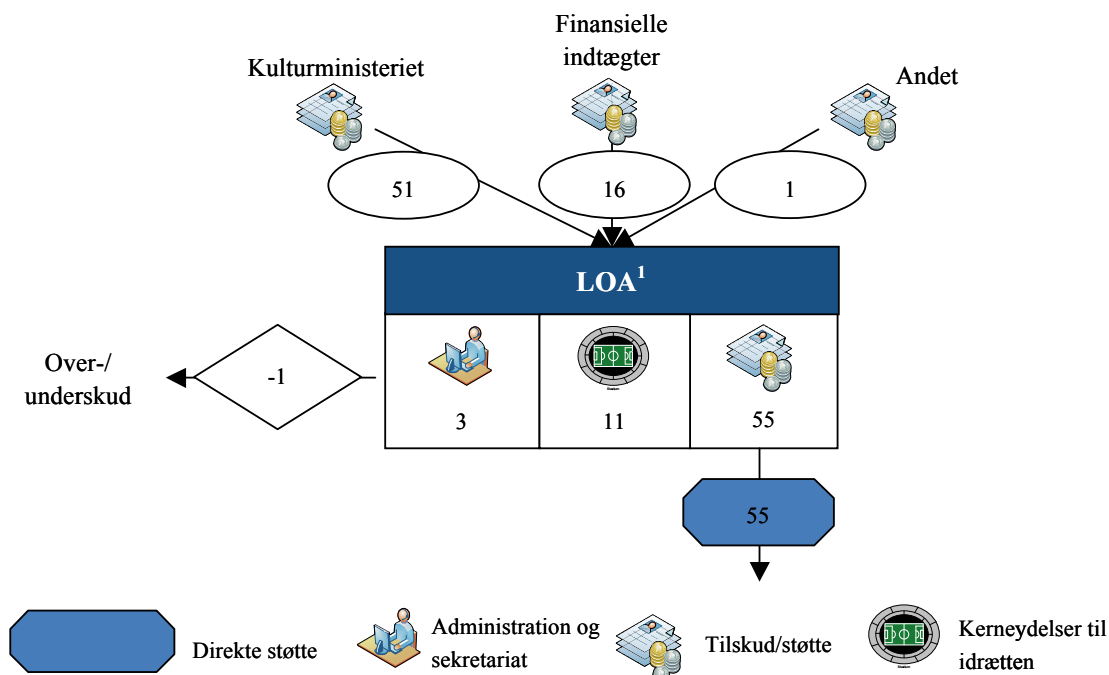 Finansielle
indtægter
Kulturministeriet
Andet
51
16
1
LOA¹
Over-/
underskud
-1
3
11
55
55
Direkte støtte
Administration og
sekretariat
Tilskud/støtte
Kerneydelser til
idrætten